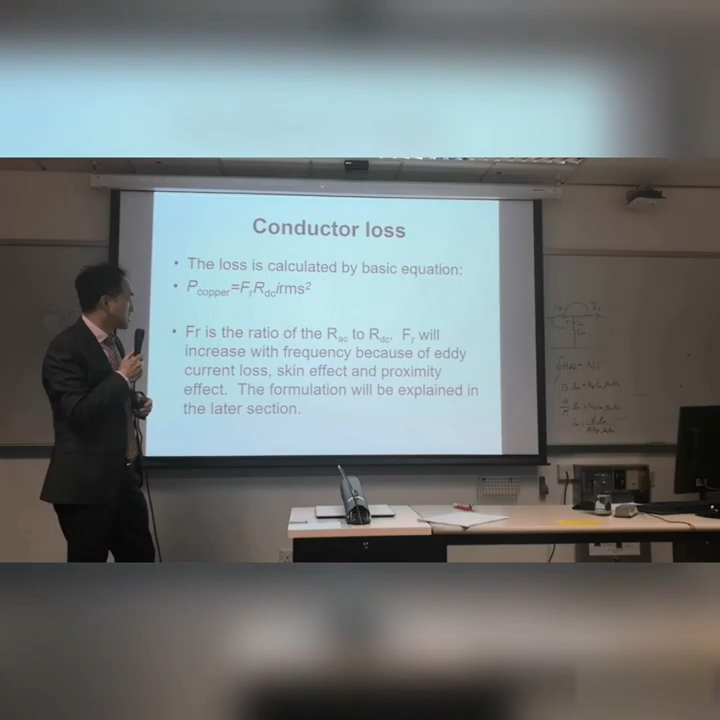 Conductor loss
• The loss is calculated by basic equation:
• Pcopper=FrRdcirms²
• Fr is the ratio of the Rac to Rdc. Fr will
increase with frequency because of eddy
current loss, skin effect and proximity
effect. The formulation will be explained in
the later section.